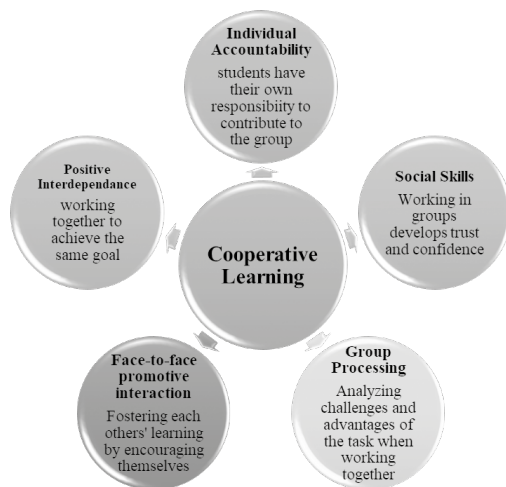 Individual
Accountability
students have
their own
responsibiity to
contribute to
the group
Positive
Interdependance
working
together to
achieve the
same goal
Social Skills
Working in
groups
develops trust
and confidence
Cooperative
Learning
Face-to-face
promotive
interaction
Fostering each
others' learning
by encouraging
themselves
Group
Processing
Analyzing
challenges and
advantages of
the task when
working
together